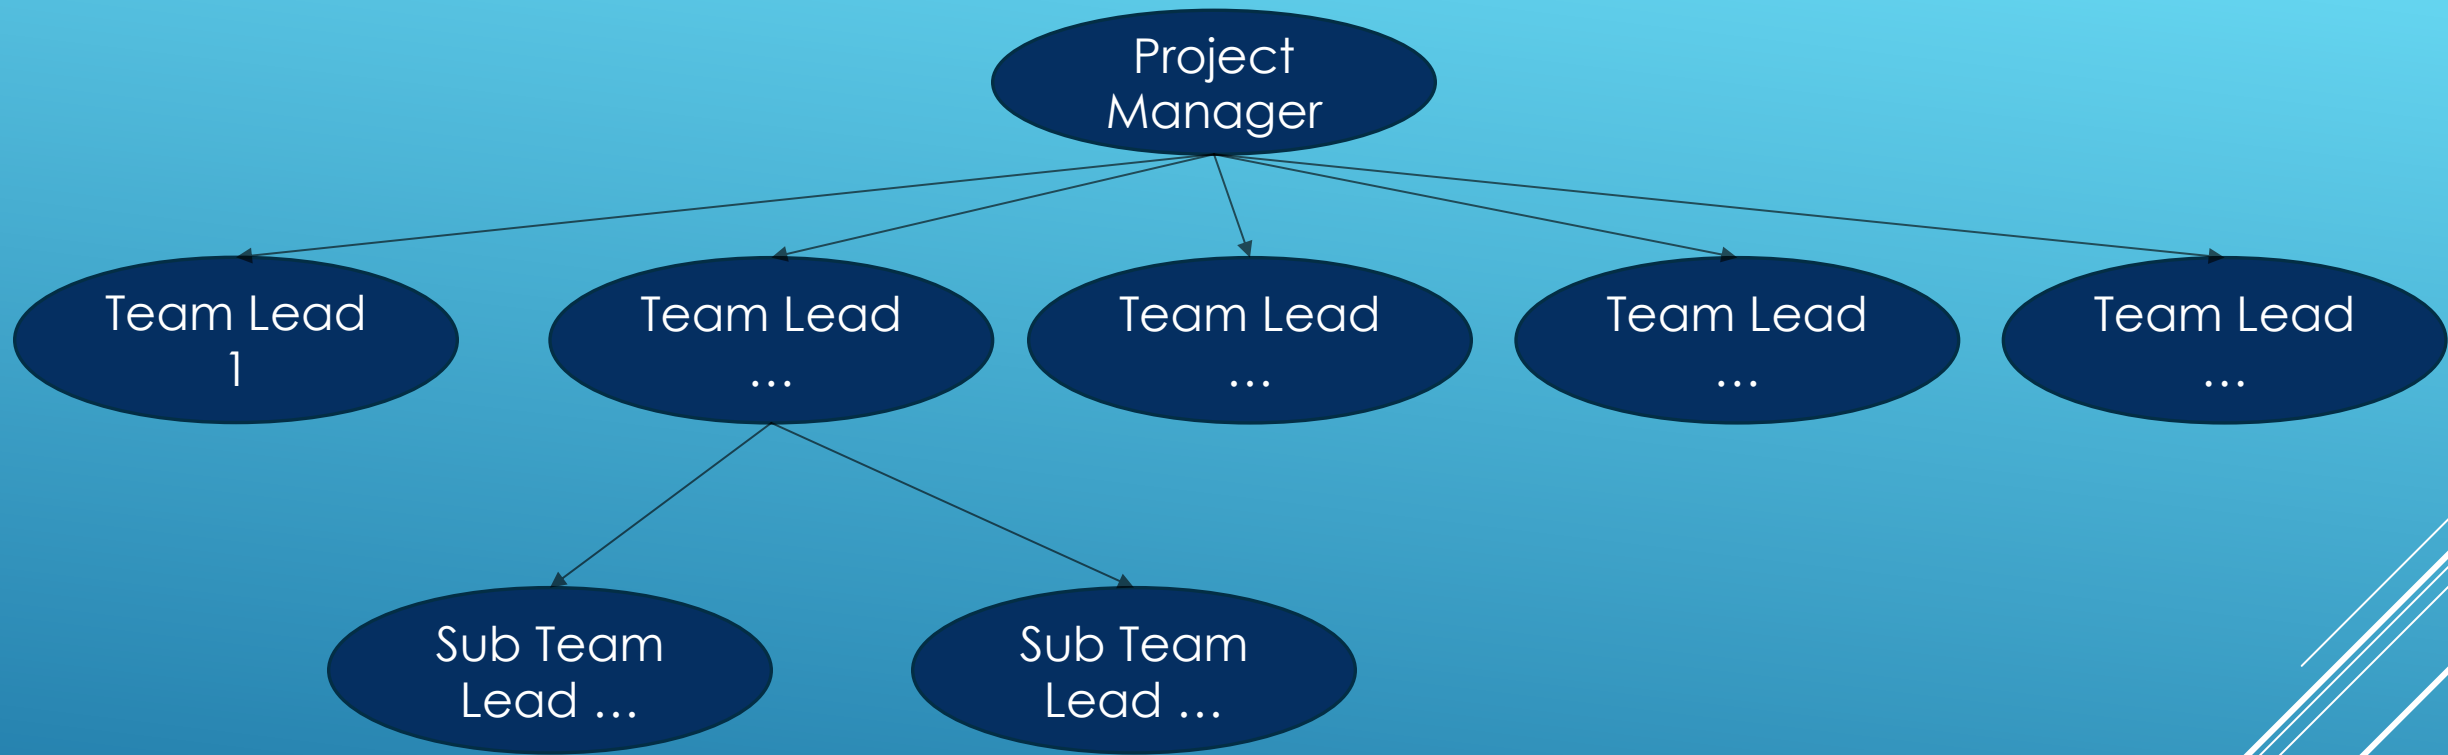 Project
Manager
Team Lead
1
Team Lead
…
Team Lead
…
Team Lead
…
Team Lead
…
Sub Team
Lead …
Sub Team
Lead …